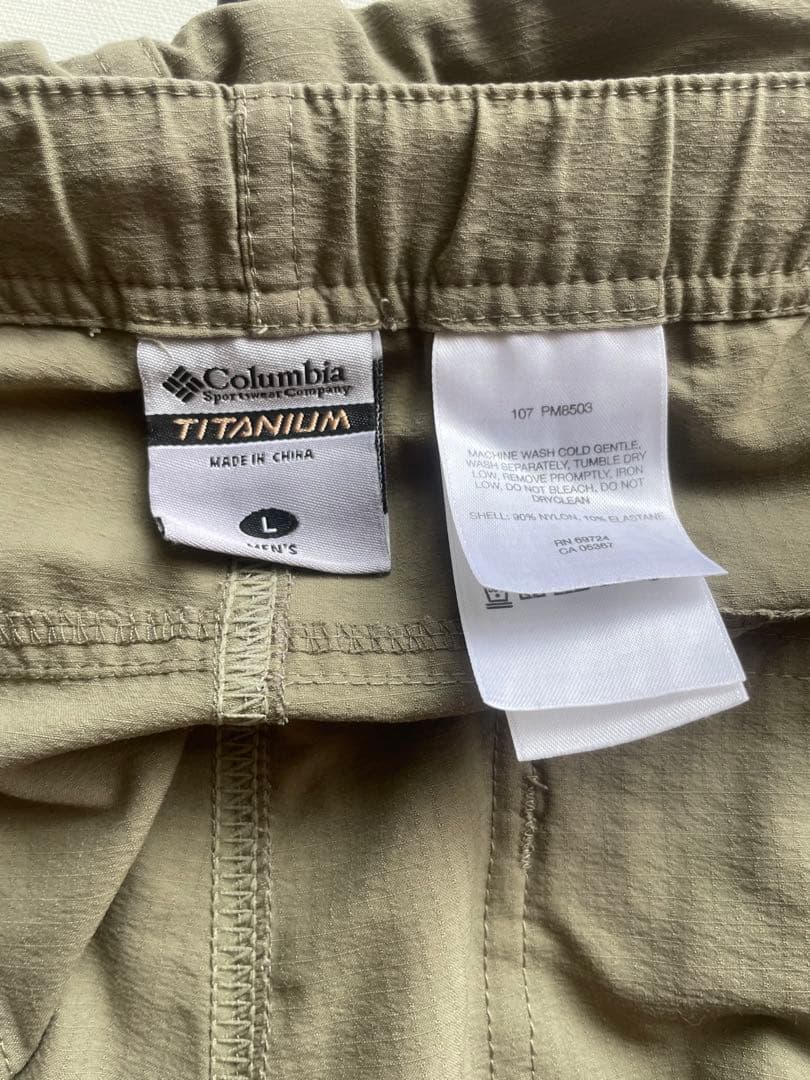 Columbia
Sportswear Company
TITANIUM
MADE IN CHINA
L
MEN'S
107 PM8503
MACHINE WASH COLD GENTLE,
WASH SEPARATELY, TUMBLE DRY
LOW, REMOVE PROMPTLY, IRON
LOW, DO NOT BLEACH, DO NOT
DRYCLEAN
SHELL: 90% NYLON, 10% ELASTANE
RN 69724
CA 05367